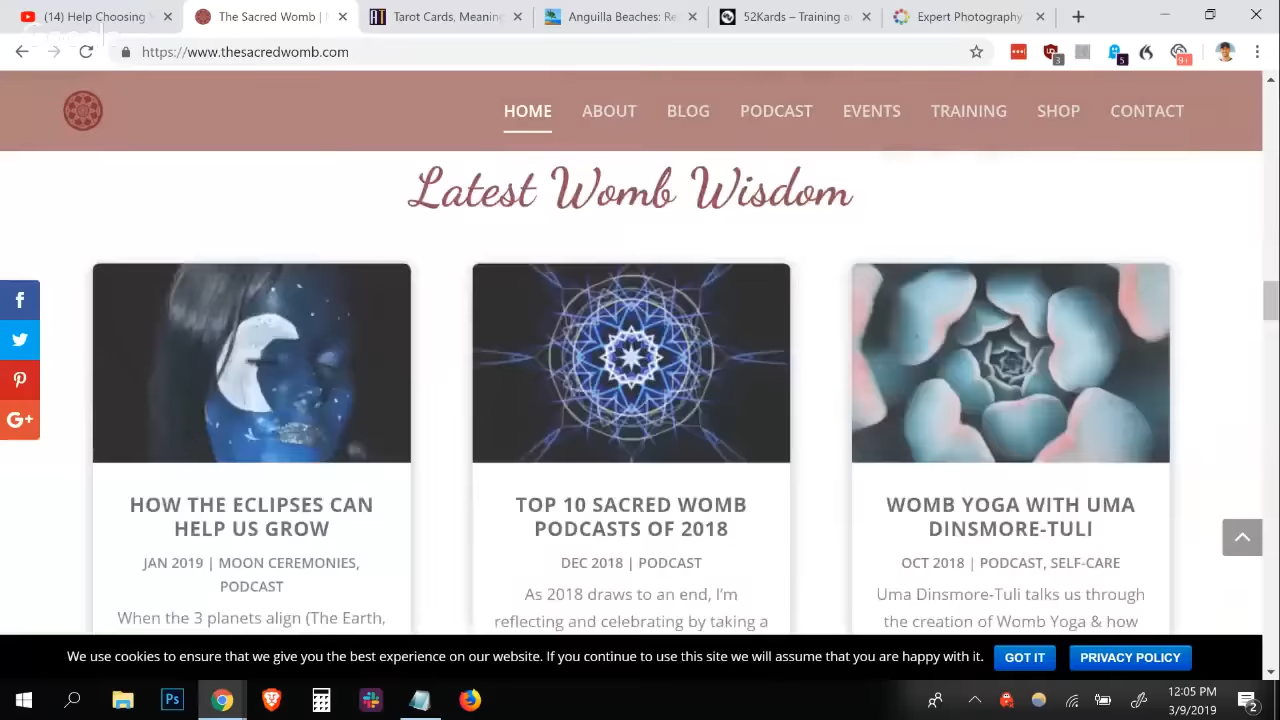 (14) Help Choosing
The Sacred Womb
Tarot Cards, Meanin
Anguilla Beaches: Re
52Kards – Training a
Expert Photography
https://www.thesacredwomb.com
3
5
9+
HOME ABOUT BLOG PODCAST EVENTS TRAINING SHOP CONTACT
Latest Womb Wisdom
HOW THE ECLIPSES CAN
HELP US GROW
JAN 2019 | MOON CEREMONIES,
PODCAST
When the 3 planets align (The Earth,
TOP 10 SACRED WOMB
PODCASTS OF 2018
DEC 2018 | PODCAST
As 2018 draws to an end, I'm
reflecting and celebrating by taking a
WOMB YOGA WITH UMA
DINSMORE-TULI
OCT 2018 | PODCAST, SELF-CARE
Uma Dinsmore-Tuli talks us through
the creation of Womb Yoga & how
We use cookies to ensure that we give you the best experience on our website. If you continue to use this site we will assume that you are happy with it. GOT IT PRIVACY POLICY
Ps
12:05 PM
3/9/2019
2